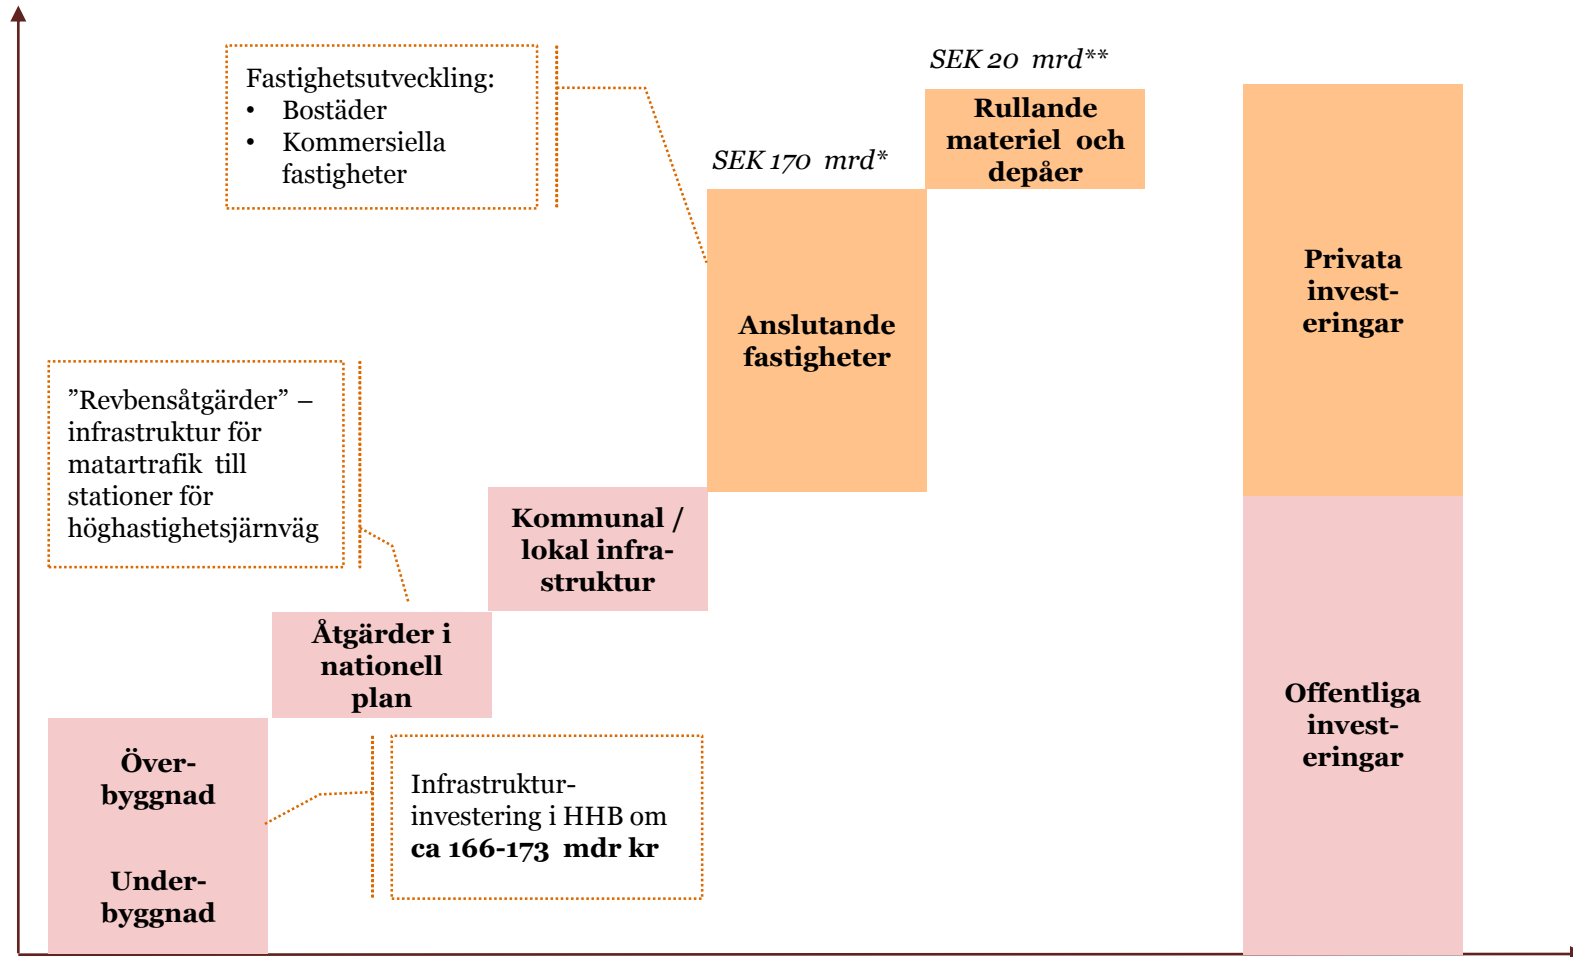 Fastighetsutveckling:
• Bostäder
• Kommersiella
fastigheter
SEK 20 mrd**
Rullande
materiel och
depåer
SEK 170 mrd*
Anslutande
fastigheter
Privata
invest-
eringar
”Revbensåtgärder” –
infrastruktur för
matartrafik till
stationer för
höghastighetsjärnväg
Kommunal /
lokal infra-
struktur
Åtgärder i
nationell
plan
Offentliga
invest-
eringar
Över-
byggnad
Under-
byggnad
Infrastruktur-
investering i HHB om
ca 166-173 mdr kr